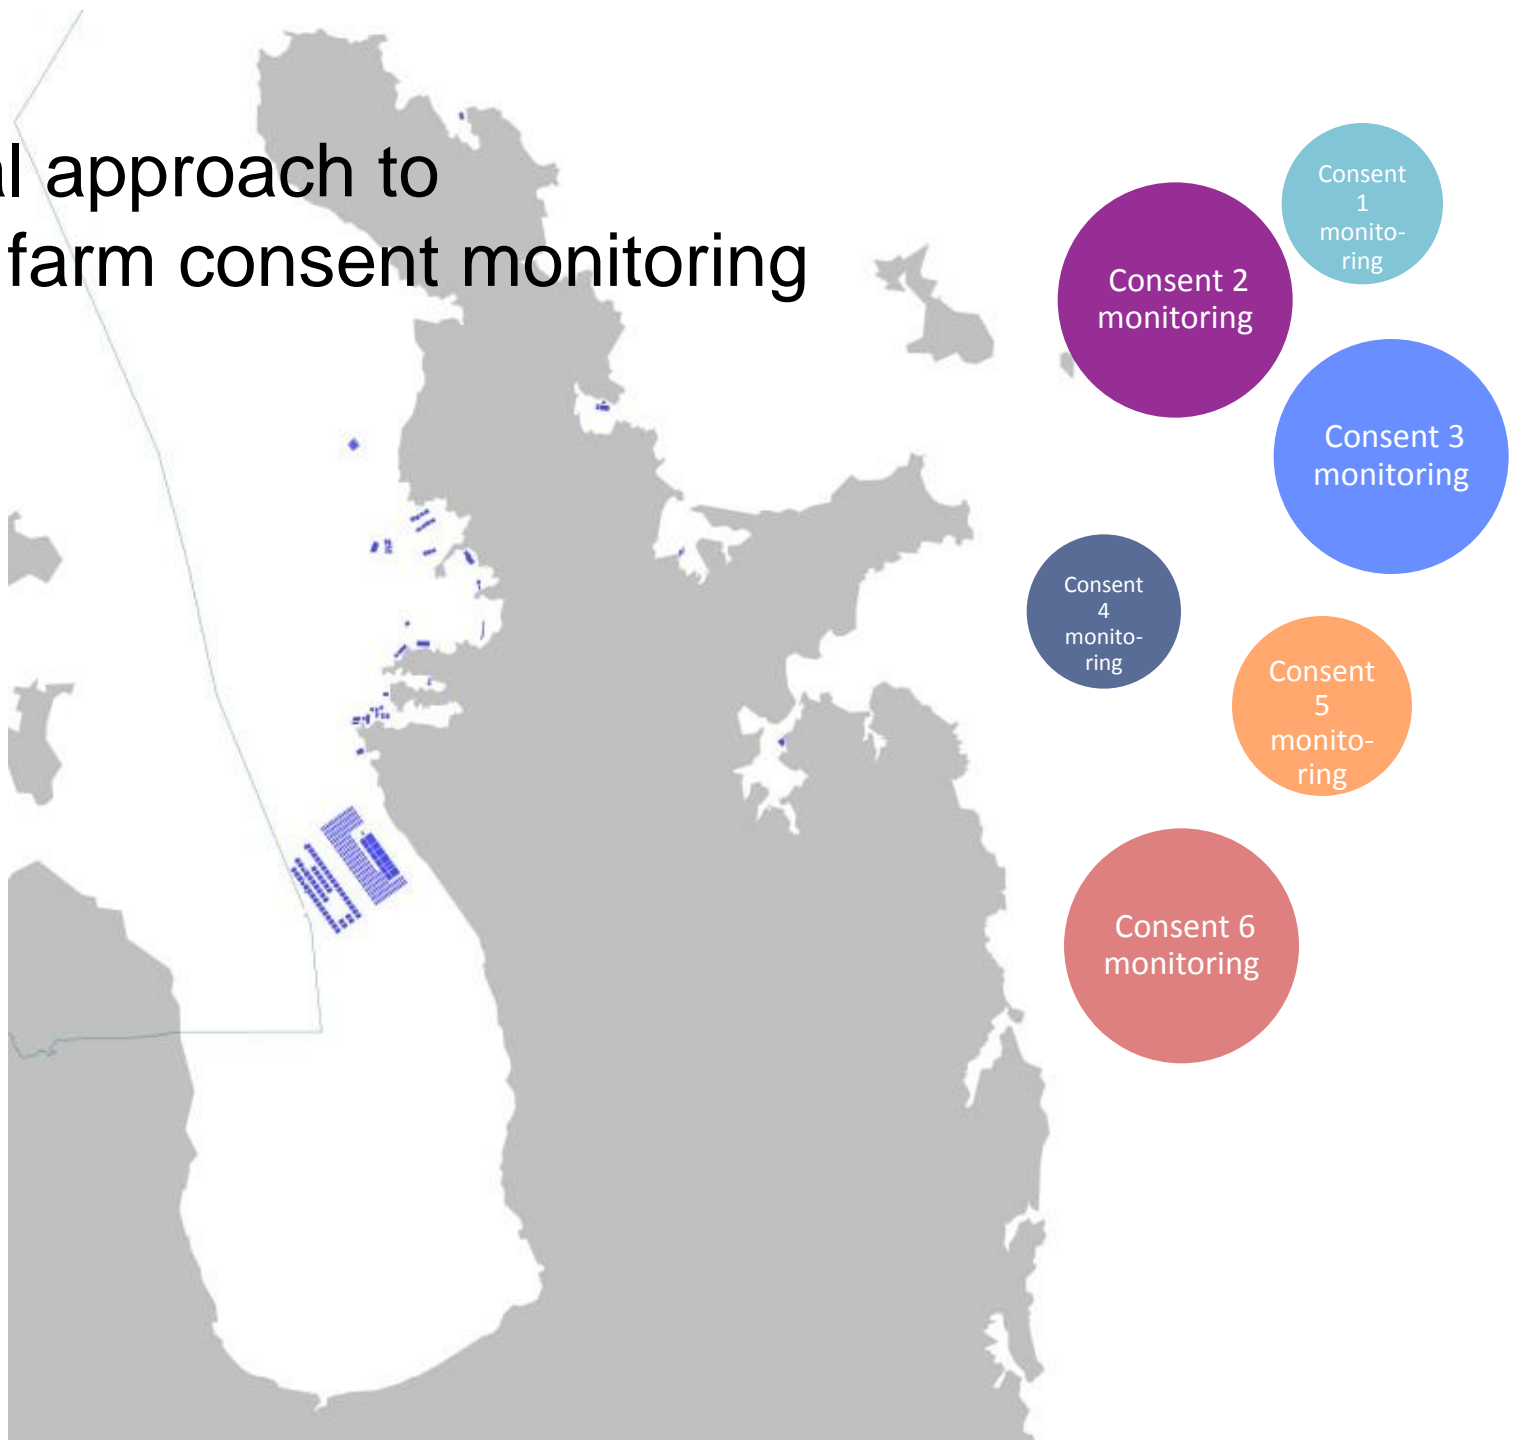 al approach to
farm consent monitoring
Consent
1
monito-
ring
Consent 2
monitoring
Consent 3
monitoring
Consent
4
monito-
ring
Consent
5
monito-
ring
Consent 6
monitoring